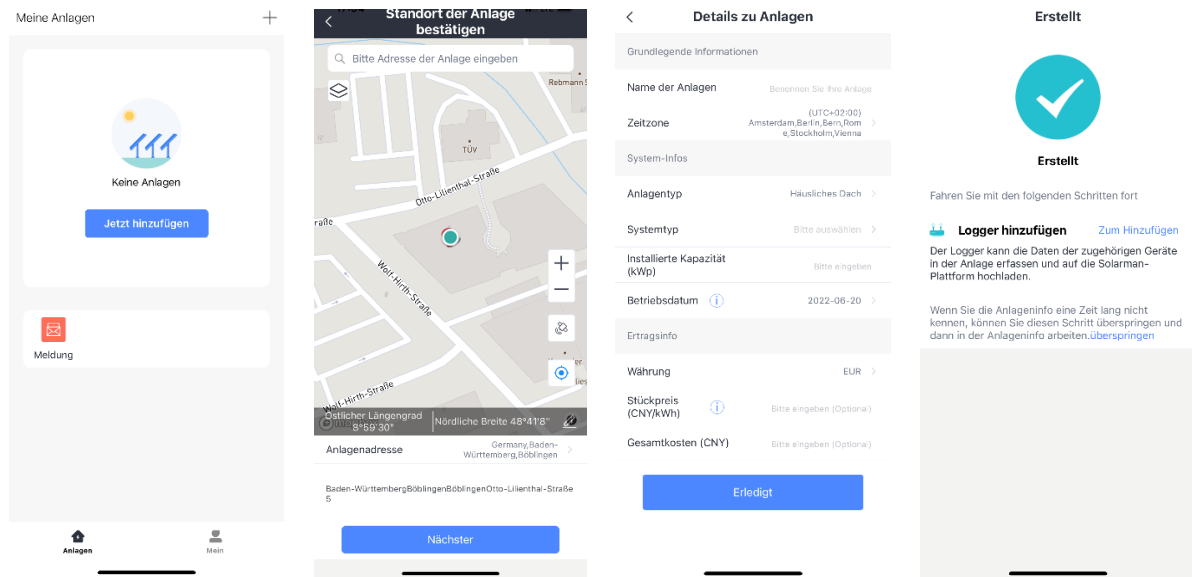 Meine Anlagen
Keine Anlagen
Jetzt hinzufügen
Meldung
Anlagen
Mein
Standort der Anlage
bestätigen
Bitte Adresse der Anlage eingeben
Rebmann
TÜV
Otto-Lilienthal-Straße
raße
Wolf-Hirth-Straße
Wolf-Hirth-Straße
Östlicher Längengrad
8°59'30"
Nördliche Breite 48°41'8"
Anlagenadresse
Germany,Baden-
Württemberg,Böblingen
Baden-WürttembergBöblingenBöblingenOtto-Lilienthal-Straße
5
Nächster
Details zu Anlagen
Grundlegende Informationen
Name der Anlagen
Benennen Sie Ihre Anlage
Zeitzone
(UTC+02:00)
Amsterdam,Berlin,Bern,Rom
e,Stockholm,Vienna
System-Infos
Anlagentyp
Häusliches Dach
Systemtyp
Bitte auswählen
Installierte Kapazität
(kWp)
Bitte eingeben
Betriebsdatum
2022-06-20
Ertragsinfo
Währung
EUR
Stückpreis
(CNY/kWh)
Bitte eingeben (Optional)
Gesamtkosten (CNY)
Bitte eingeben (Optional)
Erledigt
Erstellt
Erstellt
Fahren Sie mit den folgenden Schritten fort
Logger hinzufügen
Zum Hinzufügen
Der Logger kann die Daten der zugehörigen Geräte
in der Anlage erfassen und auf die Solarman-
Plattform hochladen.
Wenn Sie die Anlageninfo eine Zeit lang nicht
kennen, können Sie diesen Schritt überspringen und
dann in der Anlageninfo arbeiten.überspringen